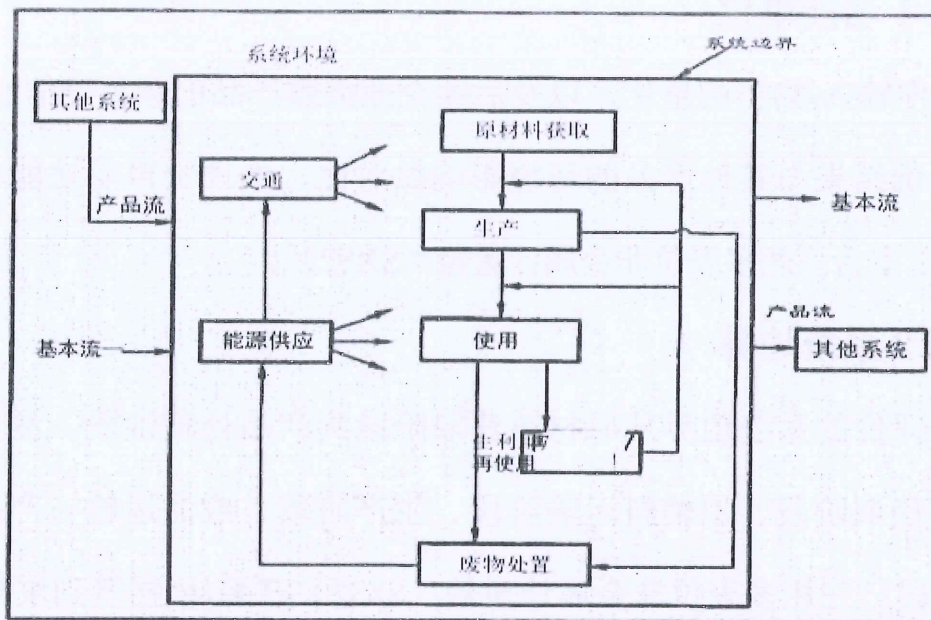 系统边界
系统环境
其他系统
原材料获取
交通
产品流
生产
基本流
产品流
基本流
能源供应
使用
其他系统
再使用
废物处置